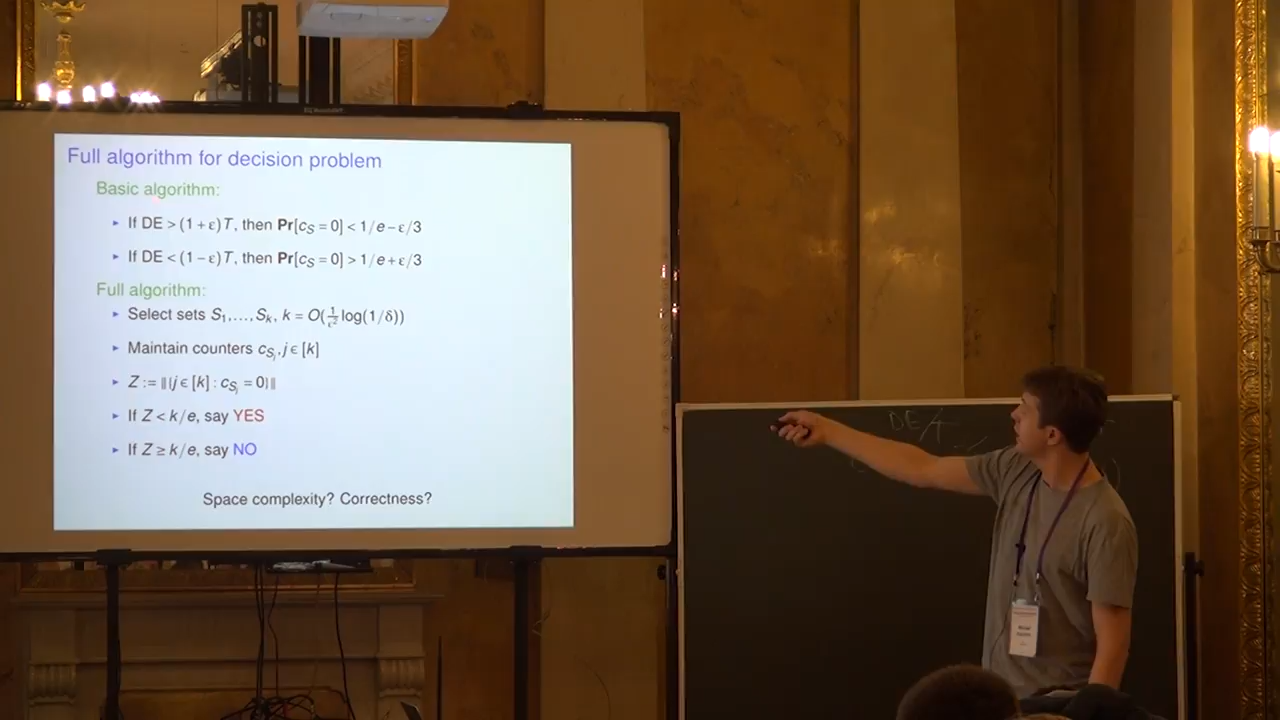 Full algorithm for decision problem
Basic algorithm:
▸ If DE > (1 + ε)T, then Pr[c_S = 0] < 1/e − ε/3
▸ If DE < (1 − ε)T, then Pr[c_S = 0] > 1/e + ε/3
Full algorithm:
▸ Select sets S₁,…,S_k, k = O(1/ε² log(1/δ))
▸ Maintain counters c_{S_j}, j ∈ [k]
▸ Z := ||{j ∈ [k] : c_{S_j} = 0}||
▸ If Z < k/e, say YES
▸ If Z ≥ k/e, say NO
Space complexity? Correctness?
DE